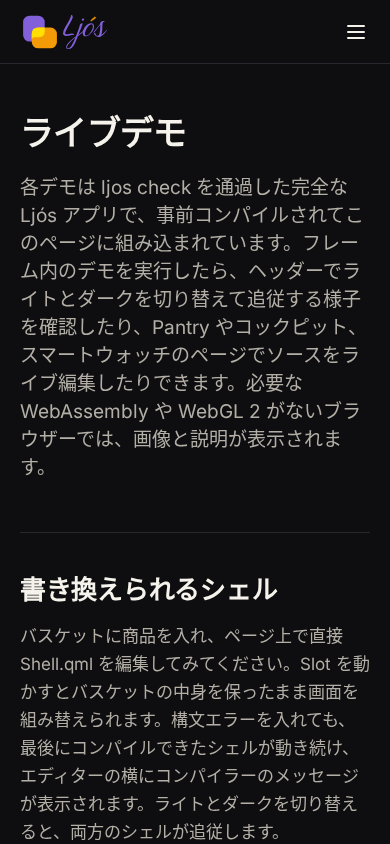 Ljós
ライブデモ
各デモは ljos check を通過した完全な
Ljós アプリで、事前コンパイルされてこ
のページに組み込まれています。フレー
ム内のデモを実行したら、ヘッダーでラ
イトとダークを切り替えて追従する様子
を確認したり、Pantry やコックピット、
スマートウォッチのページでソースをラ
イブ編集したりできます。必要な
WebAssembly や WebGL 2 がないブラ
ウザーでは、画像と説明が表示されま
す。
書き換えられるシェル
バスケットに商品を入れ、ページ上で直接
Shell.qml を編集してみてください。Slot を動
かすとバスケットの中身を保ったまま画面を
組み替えられます。構文エラーを入れても、
最後にコンパイルできたシェルが動き続け、
エディターの横にコンパイラーのメッセージ
が表示されます。ライトとダークを切り替え
ると、両方のシェルが追従します。